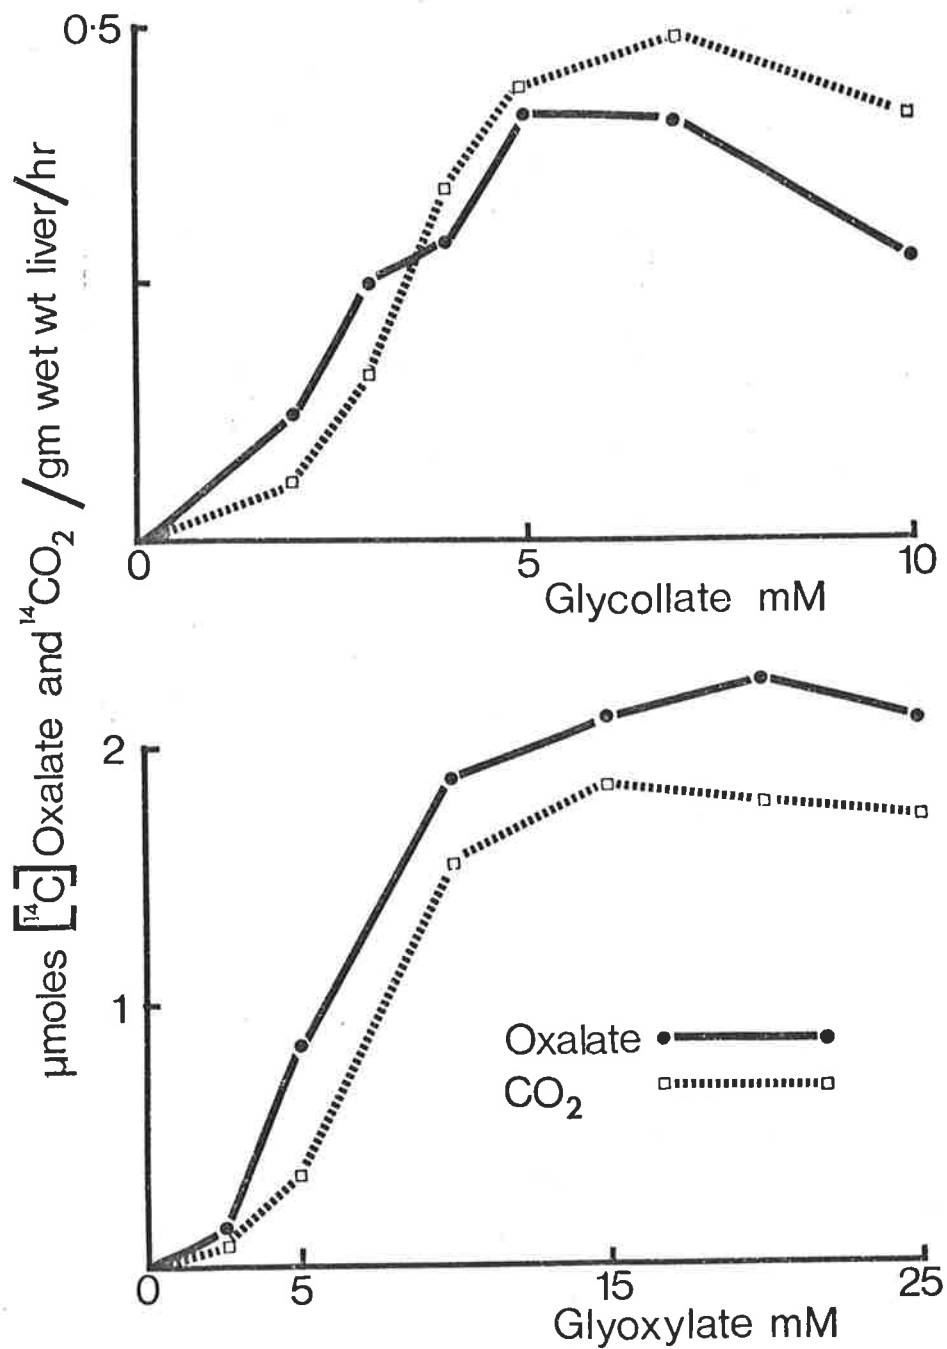 µmoles [¹⁴C]Oxalate and ¹⁴CO₂ /gm wet wt liver/hr
0·5
0
5
10
Glycollate mM
2
1
Oxalate
CO₂
0
5
15
25
Glyoxylate mM